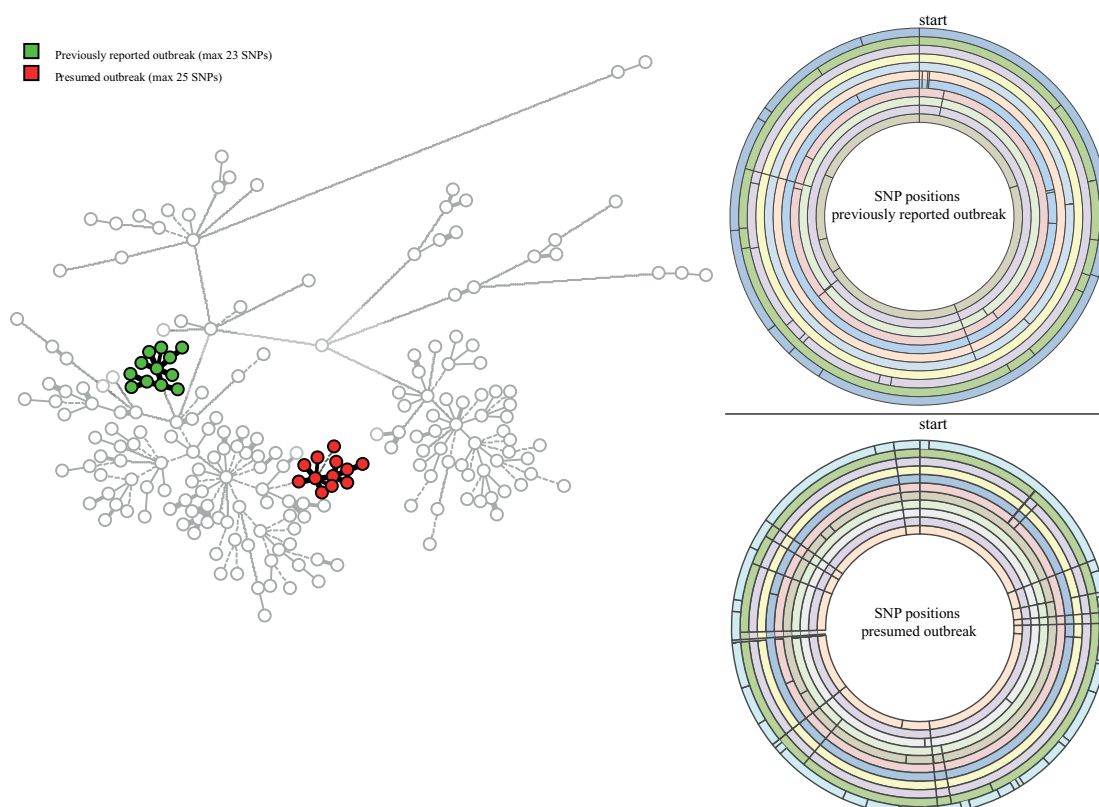 start
Previously reported outbreak (max 23 SNPs)
Presumed outbreak (max 25 SNPs)
SNP positions
previously reported outbreak
start
SNP positions
presumed outbreak